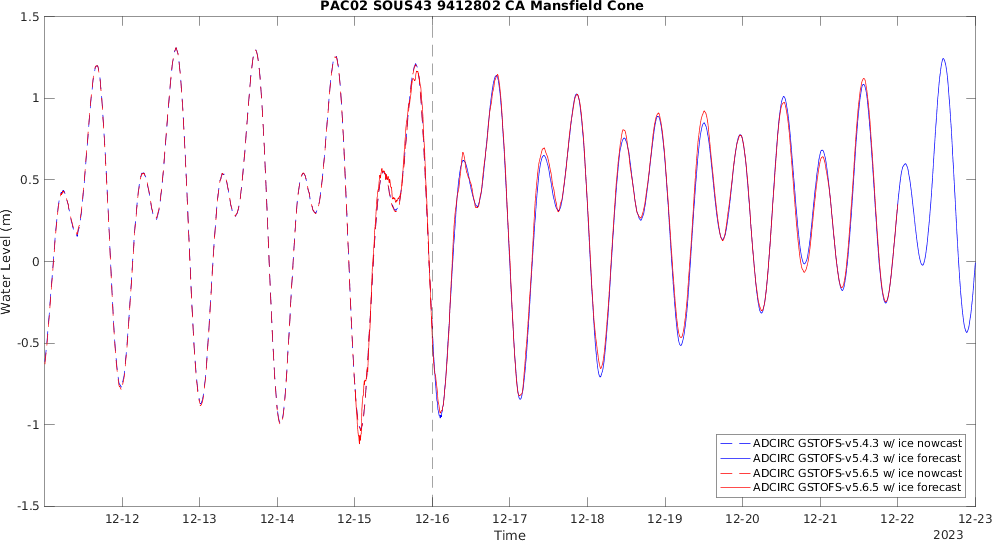 PAC02 SOUS43 9412802 CA Mansfield Cone
1.5
1
0.5
0
-0.5
-1
-1.5
Water Level (m)
12-12
12-13
12-14
12-15
12-16
12-17
12-18
12-19
12-20
12-21
12-22
12-23
Time
2023
ADCIRC GSTOFS-v5.4.3 w/ ice nowcast
ADCIRC GSTOFS-v5.4.3 w/ ice forecast
ADCIRC GSTOFS-v5.6.5 w/ ice nowcast
ADCIRC GSTOFS-v5.6.5 w/ ice forecast